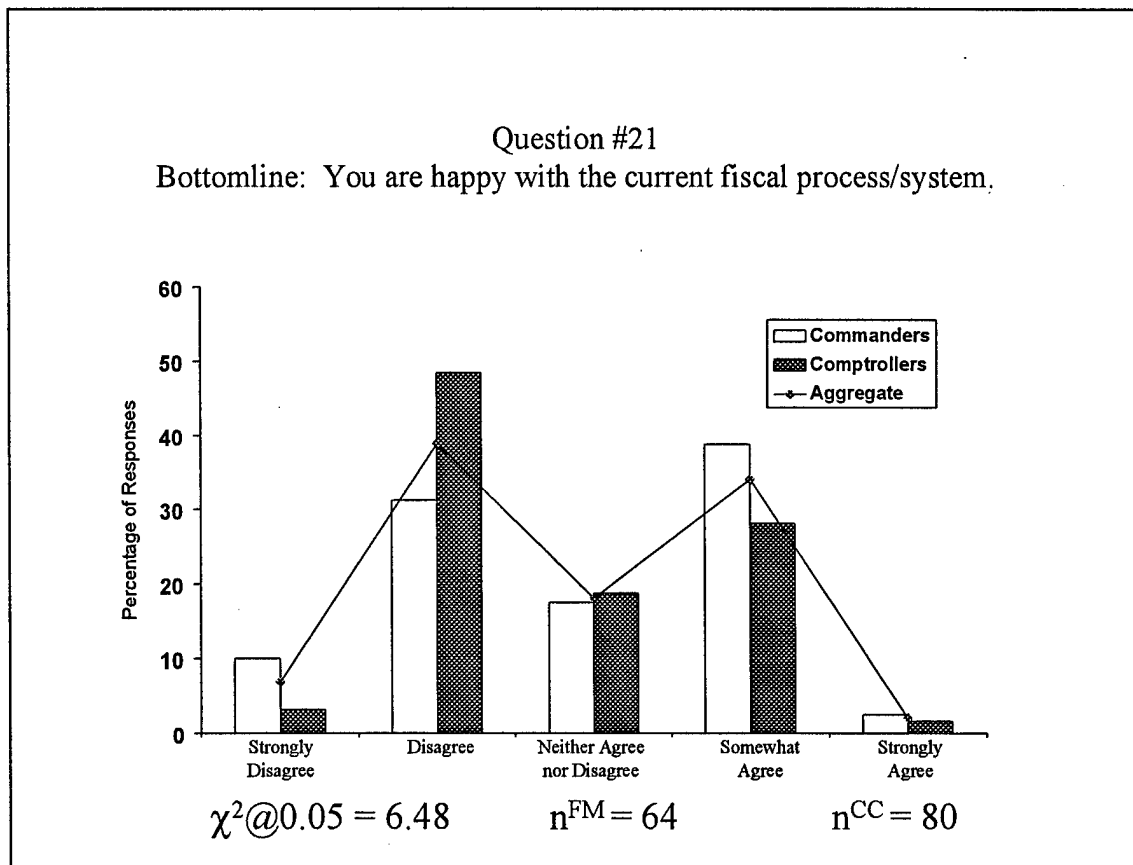 Question #21
Bottomline: You are happy with the current fiscal process/system.
60
50
40
30
20
10
0
Percentage of Responses
Commanders
Comptrollers
Aggregate
Strongly
Disagree
Disagree
Neither Agree
nor Disagree
Somewhat
Agree
Strongly
Agree
χ²@0.05 = 6.48 n^FM = 64 n^CC = 80